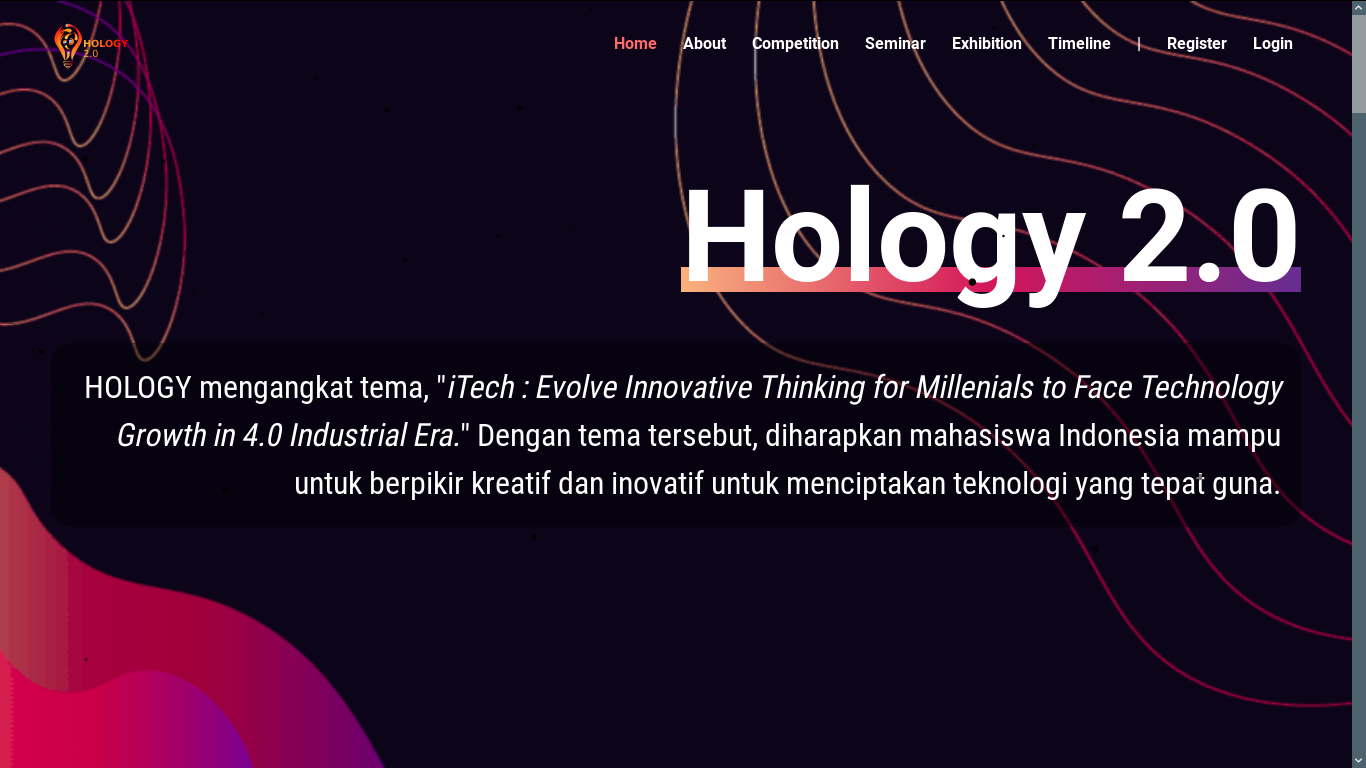 HOLOGY
2.0
Home About Competition Seminar Exhibition Timeline | Register Login
Hology 2.0
HOLOGY mengangkat tema, "iTech : Evolve Innovative Thinking for Millenials to Face Technology
Growth in 4.0 Industrial Era." Dengan tema tersebut, diharapkan mahasiswa Indonesia mampu
untuk berpikir kreatif dan inovatif untuk menciptakan teknologi yang tepat guna.